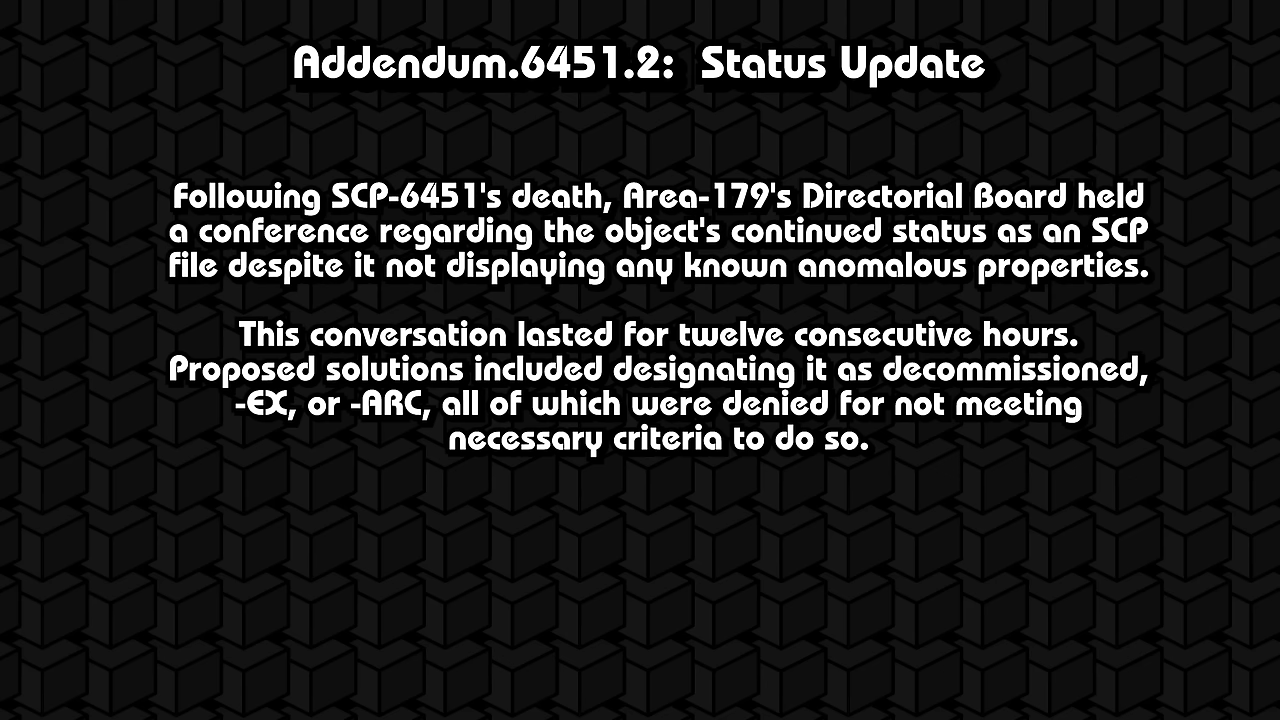 Addendum.6451.2: Status Update
Following SCP-6451's death, Area-179's Directorial Board held
a conference regarding the object's continued status as an SCP
file despite it not displaying any known anomalous properties.
This conversation lasted for twelve consecutive hours.
Proposed solutions included designating it as decommissioned,
-EX, or -ARC, all of which were denied for not meeting
necessary criteria to do so.